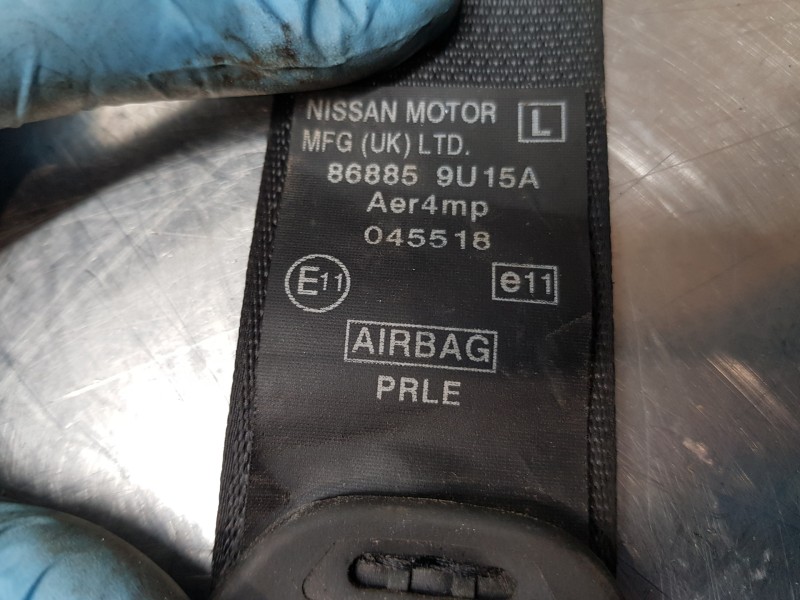 NISSAN MOTOR L
MFG (UK) LTD.
86885 9U15A
Aer4mp
045518
E11 e11
AIRBAG
PRLE